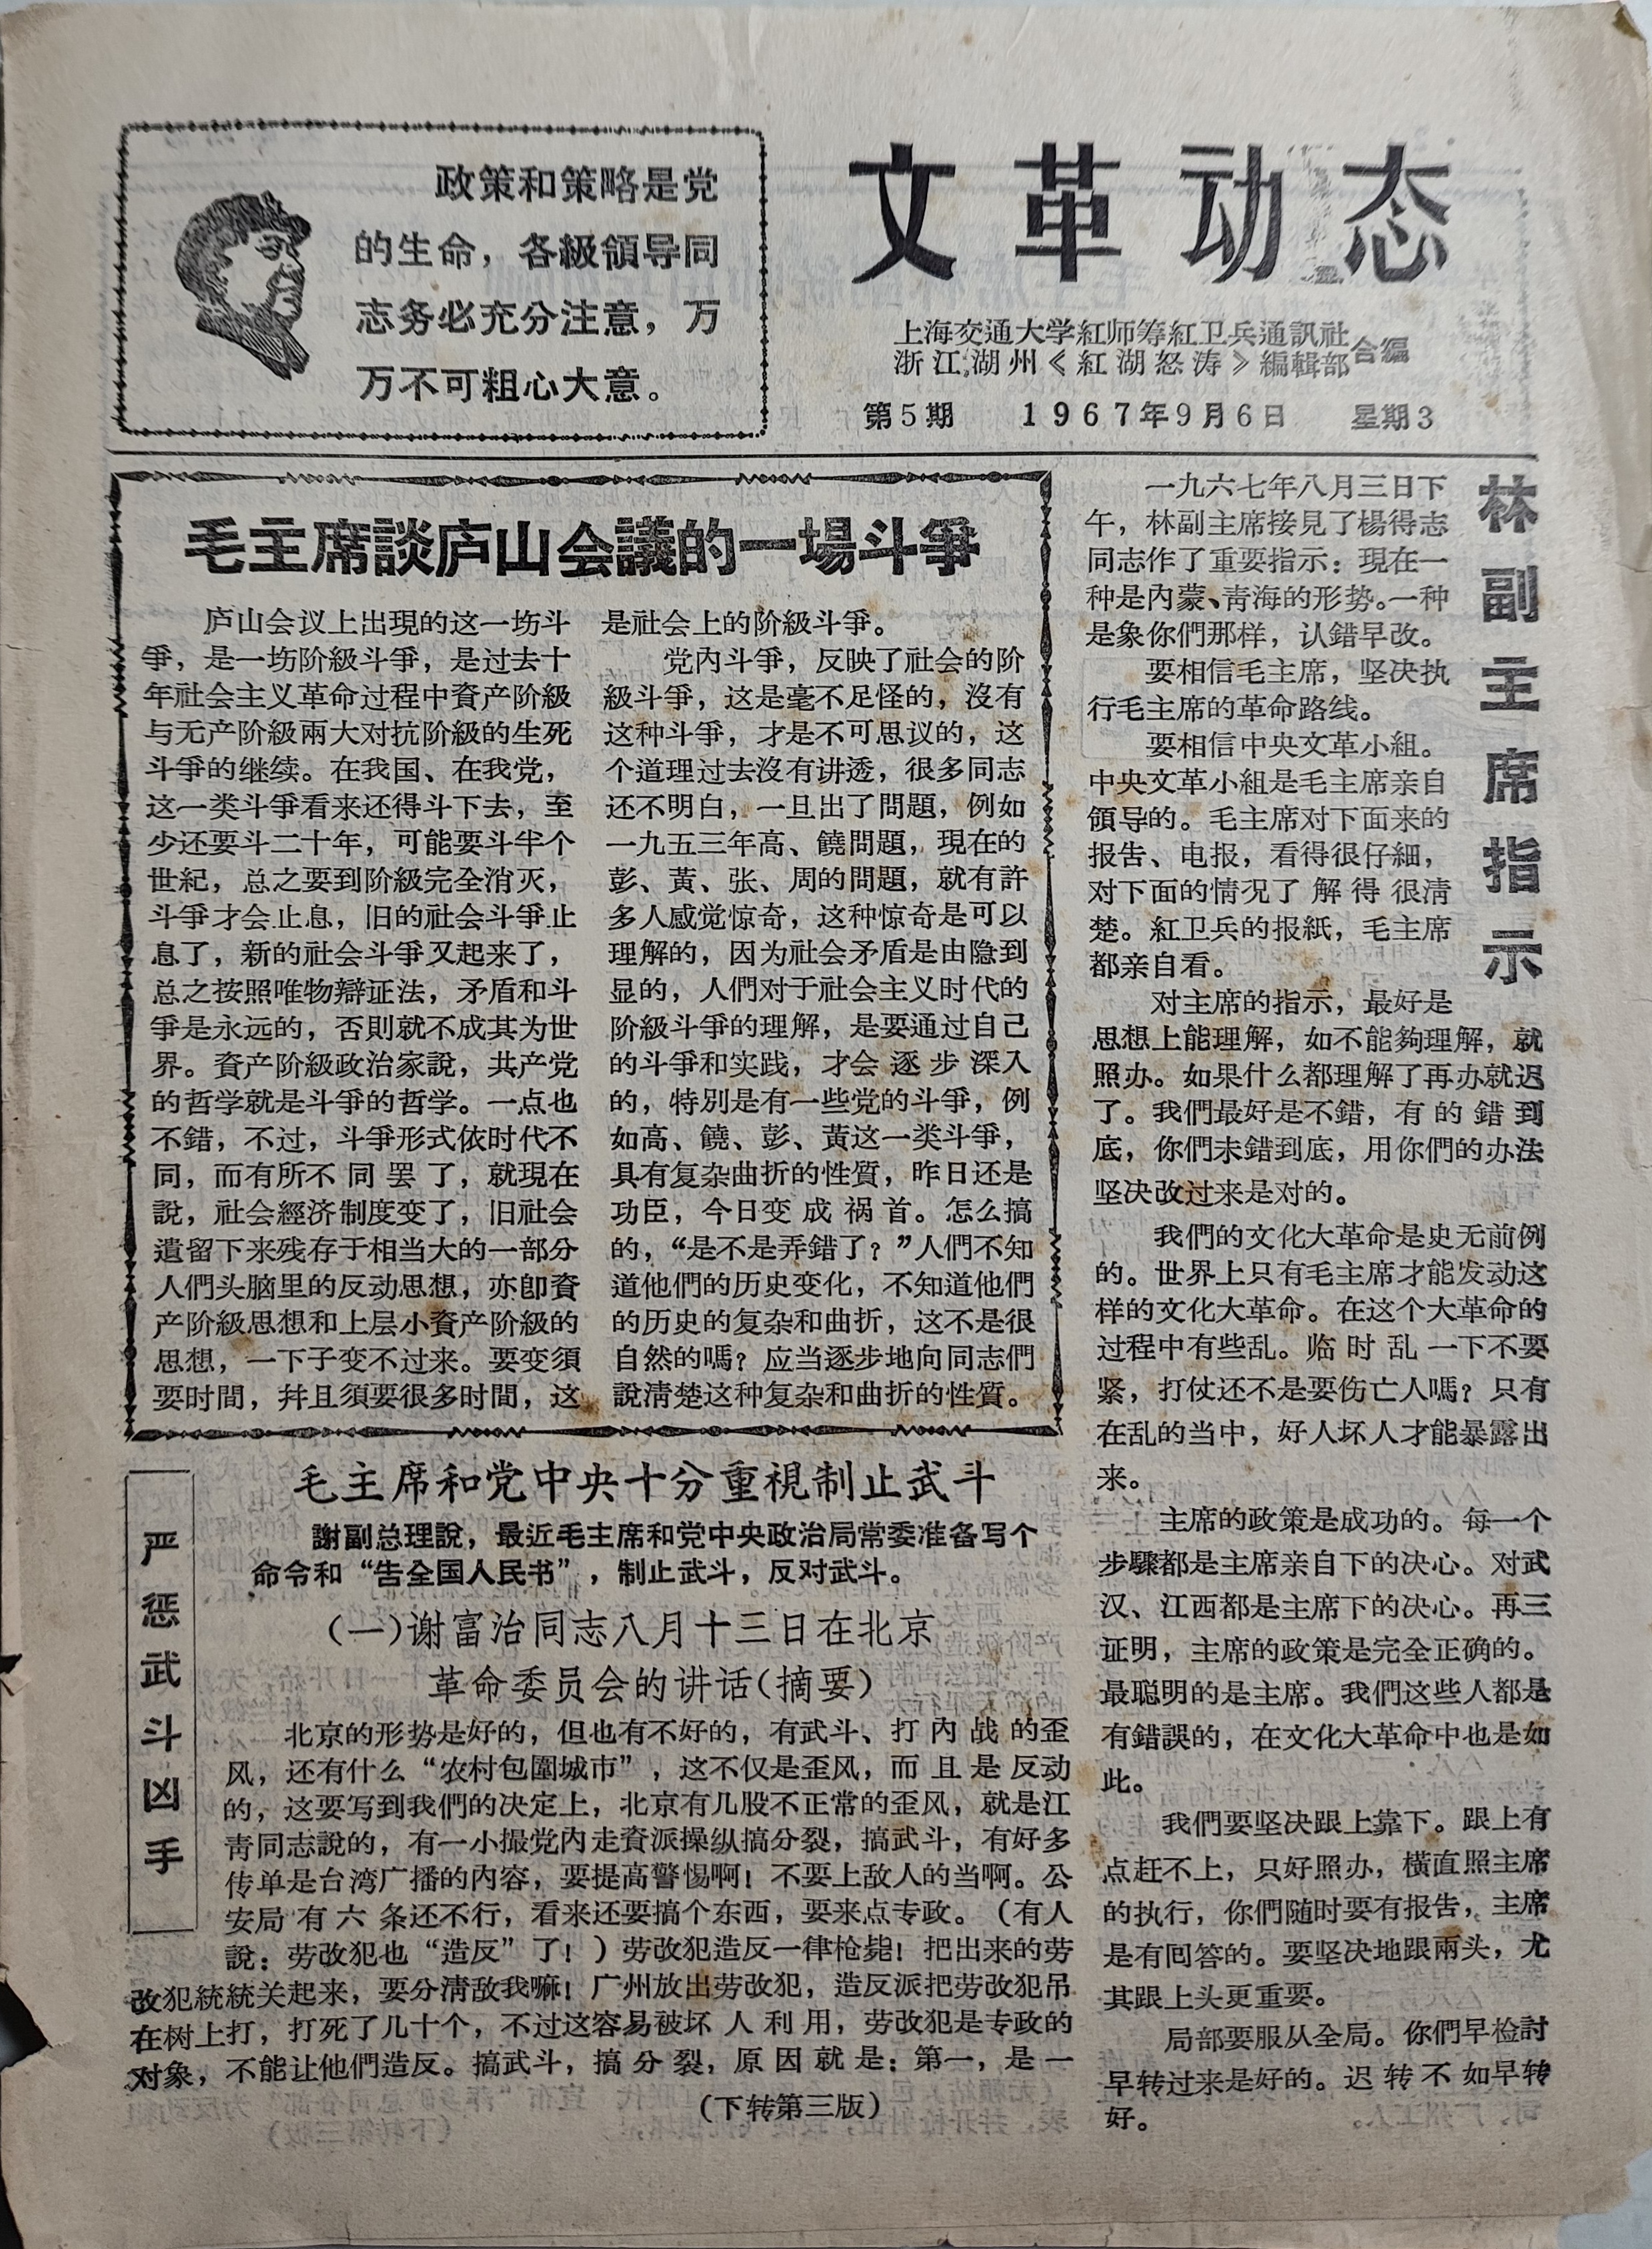 政策和策略是党
的生命，各級領导同
志务必充分注意，万
万不可粗心大意。
文革动态
上海交通大学紅师筹紅卫兵通訊社
浙江湖州《紅湖怒涛》編輯部
合編
第5期　1967年9月6日　星期3
毛主席談庐山会議的一場斗爭
庐山会议上出現的这一坊斗
爭，是一坊阶級斗爭，是过去十
年社会主义革命过程中資产阶級
与无产阶級兩大对抗阶級的生死
斗爭的继续。在我国、在我党，
这一类斗爭看来还得斗下去，至
少还要斗二十年，可能要斗半个
世紀，总之要到阶級完全消灭，
斗爭才会止息，旧的社会斗爭止
息了，新的社会斗爭又起来了，
总之按照唯物辯证法，矛盾和斗
爭是永远的，否則就不成其为世
界。資产阶級政治家說，共产党
的哲学就是斗爭的哲学。一点也
不錯，不过，斗爭形式依时代不
同，而有所不同罢了，就現在
說，社会經济制度变了，旧社会
遺留下来残存于相当大的一部分
人們头脑里的反动思想，亦卽資
产阶級思想和上层小資产阶級的
思想，一下子变不过来。要变須
要时間，幷且須要很多时間，这
是社会上的阶級斗爭。
党內斗爭，反映了社会的阶
級斗爭，这是毫不足怪的，沒有
这种斗爭，才是不可思议的，这
个道理过去沒有讲透，很多同志
还不明白，一旦出了問題，例如
一九五三年高、饒問題，現在的
彭、黃、张、周的問題，就有許
多人感觉惊奇，这种惊奇是可以
理解的，因为社会矛盾是由隐到
显的，人們对于社会主义时代的
阶級斗爭的理解，是要通过自己
的斗爭和实践，才会逐步深入
的，特別是有一些党的斗爭，例
如高、饒、彭、黃这一类斗爭，
具有复杂曲折的性質，昨日还是
功臣，今日变成祸首。怎么搞
的，“是不是弄錯了？”人們不知
道他們的历史变化，不知道他們
的历史的复杂和曲折，这不是很
自然的嗎？应当逐步地向同志們
說淸楚这种复杂和曲折的性質。
林副主席指示
一九六七年八月三日下
午，林副主席接見了楊得志
同志作了重要指示：現在一
种是內蒙、青海的形势。一种
是象你們那样，认錯早改。
要相信毛主席，坚决执
行毛主席的革命路线。
要相信中央文革小組。
中央文革小組是毛主席亲自
領导的。毛主席对下面来的
报吿、电报，看得很仔細，
对下面的情况了解得很淸
楚。紅卫兵的报紙，毛主席
都亲自看。
对主席的指示，最好是
思想上能理解，如不能夠理解，就
照办。如果什么都理解了再办就迟
了。我們最好是不錯，有的錯到
底，你們未錯到底，用你們的办法
坚决改过来是对的。
我們的文化大革命是史无前例
的。世界上只有毛主席才能发动这
样的文化大革命。在这个大革命的
过程中有些乱。临时乱一下不要
紧，打仗还不是要伤亡人嗎？只有
在乱的当中，好人坏人才能暴露出
来。
主席的政策是成功的。每一个
步驟都是主席亲自下的决心。对武
汉、江西都是主席下的决心。再三
证明，主席的政策是完全正确的。
最聪明的是主席。我們这些人都是
有錯誤的，在文化大革命中也是如
此。
我們要坚决跟上靠下。跟上有
点赶不上，只好照办，橫直照主席
的执行，你們随时要有报告，主席
是有囘答的。要坚决地跟兩头，尤
其跟上头更重要。
局部要服从全局。你們早检討
早转过来是好的。迟转不如早转
好。
严惩武斗凶手
毛主席和党中央十分重視制止武斗
謝副总理說，最近毛主席和党中央政治局常委准备写个
命令和“吿全国人民书”，制止武斗，反对武斗。
（一）谢富治同志八月十三日在北京
革命委员会的讲话（摘要）
北京的形势是好的，但也有不好的，有武斗、打內战的歪
风，还有什么“农村包圍城市”，这不仅是歪风，而且是反动
的，这要写到我們的决定上，北京有几股不正常的歪风，就是江
青同志說的，有一小撮党內走資派操纵搞分裂，搞武斗，有好多
传单是台湾广播的內容，要提高警惕啊！不要上敌人的当啊。公
安局有六条还不行，看来还要搞个东西，要来点专政。（有人
說：劳改犯也“造反”了！）劳改犯造反一律枪毙！把出来的劳
改犯統統关起来，要分淸敌我嘛！广州放出劳改犯，造反派把劳改犯吊
在树上打，打死了几十个，不过这容易被坏人利用，劳改犯是专政的
对象，不能让他們造反。搞武斗，搞分裂，原因就是：第一，是一
（下转第三版）